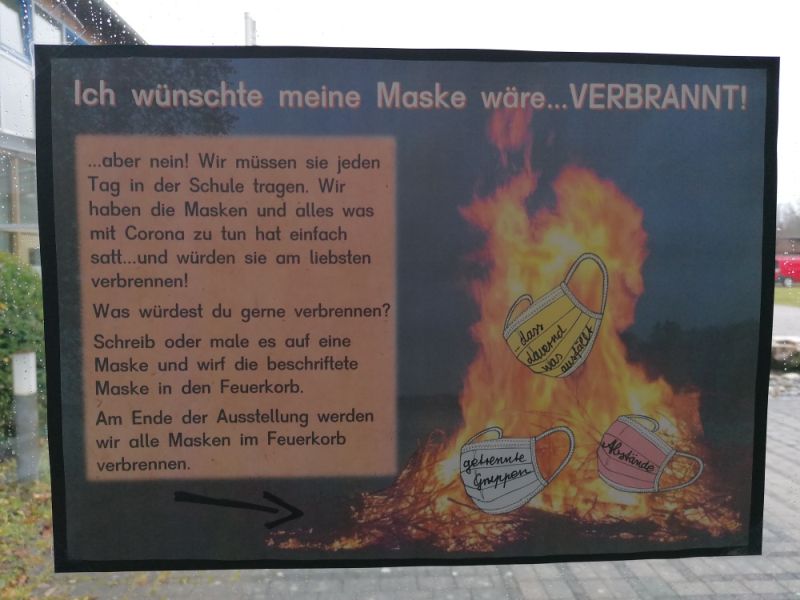 Ich wünschte meine Maske wäre...VERBRANNT!
...aber nein! Wir müssen sie jeden
Tag in der Schule tragen. Wir
haben die Masken und alles was
mit Corona zu tun hat einfach
satt...und würden sie am liebsten
verbrennen!
Was würdest du gerne verbrennen?
Schreib oder male es auf eine
Maske und wirf die beschriftete
Maske in den Feuerkorb.
Am Ende der Ausstellung werden
wir alle Masken im Feuerkorb
verbrennen.
dass
dauernd
was
ausfällt
getrennte
Gruppen
Abstände